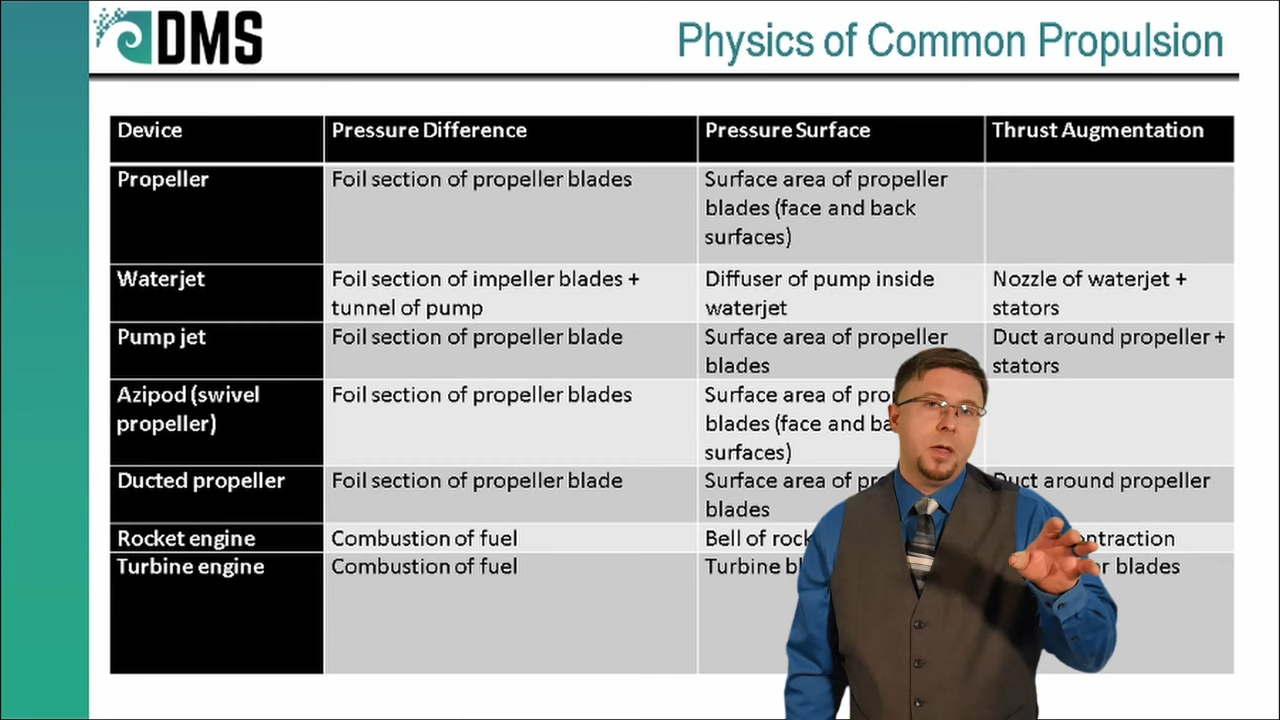 DMS
Physics of Common Propulsion
Device Pressure Difference Pressure Surface Thrust Augmentation
Propeller Foil section of propeller blades Surface area of propeller
blades (face and back
surfaces)
Waterjet Foil section of impeller blades + Diffuser of pump inside Nozzle of waterjet +
tunnel of pump waterjet stators
Pump jet Foil section of propeller blade Surface area of propeller Duct around propeller +
blades stators
Azipod (swivel Foil section of propeller blades Surface area of
propeller) blades (face and
surfaces)
Ducted propeller Foil section of propeller blade Surface area of Duct around propeller
blades
Rocket engine Combustion of fuel Bell of
Turbine engine Combustion of fuel Turbine blades